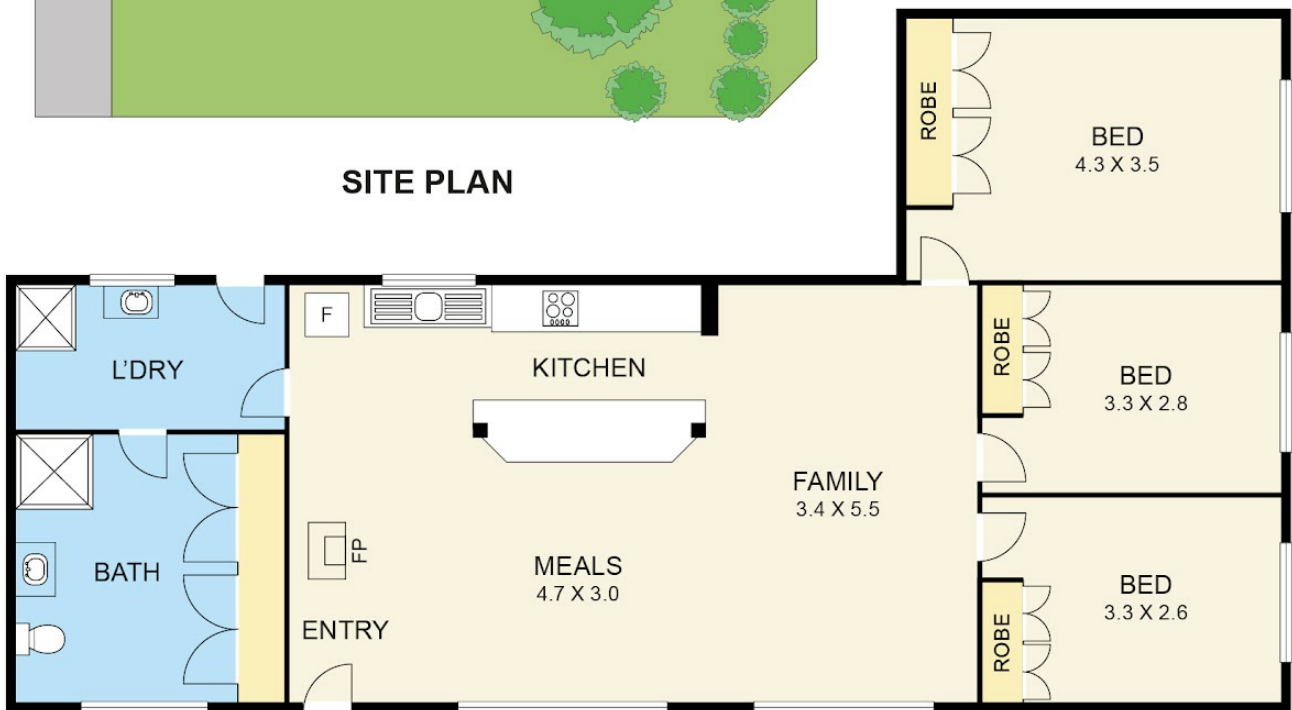 SITE PLAN
ROBE
BED
4.3 X 3.5
L'DRY
F
KITCHEN
ROBE
BED
3.3 X 2.8
FAMILY
3.4 X 5.5
BATH
FP
MEALS
4.7 X 3.0
ENTRY
BED
3.3 X 2.6
ROBE